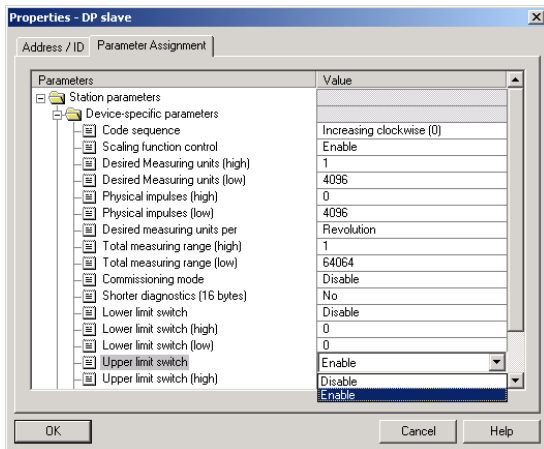 Properties - DP slave
Address / ID Parameter Assignment
Parameters Value
Station parameters
Device-specific parameters
Code sequence Increasing clockwise (0)
Scaling function control Enable
Desired Measuring units (high) 1
Desired Measuring units (low) 4096
Physical impulses (high) 0
Physical impulses (low) 4096
Desired measuring units per Revolution
Total measuring range (high) 1
Total measuring range (low) 64064
Commissioning mode Disable
Shorter diagnostics (16 bytes) No
Lower limit switch Disable
Lower limit switch (high) 0
Lower limit switch (low) 0
Upper limit switch Enable
Upper limit switch (high) Disable
Enable
OK Cancel Help